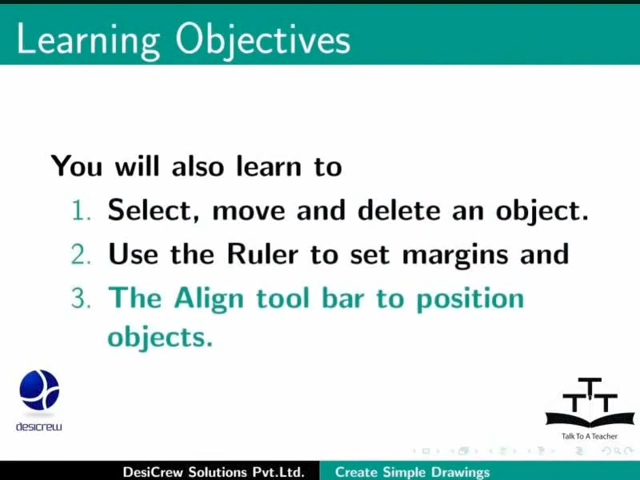 Learning Objectives
You will also learn to
1. Select, move and delete an object.
2. Use the Ruler to set margins and
3. The Align tool bar to position
objects.
desicrew
TTT
Talk To A Teacher
DesiCrew Solutions Pvt.Ltd. Create Simple Drawings